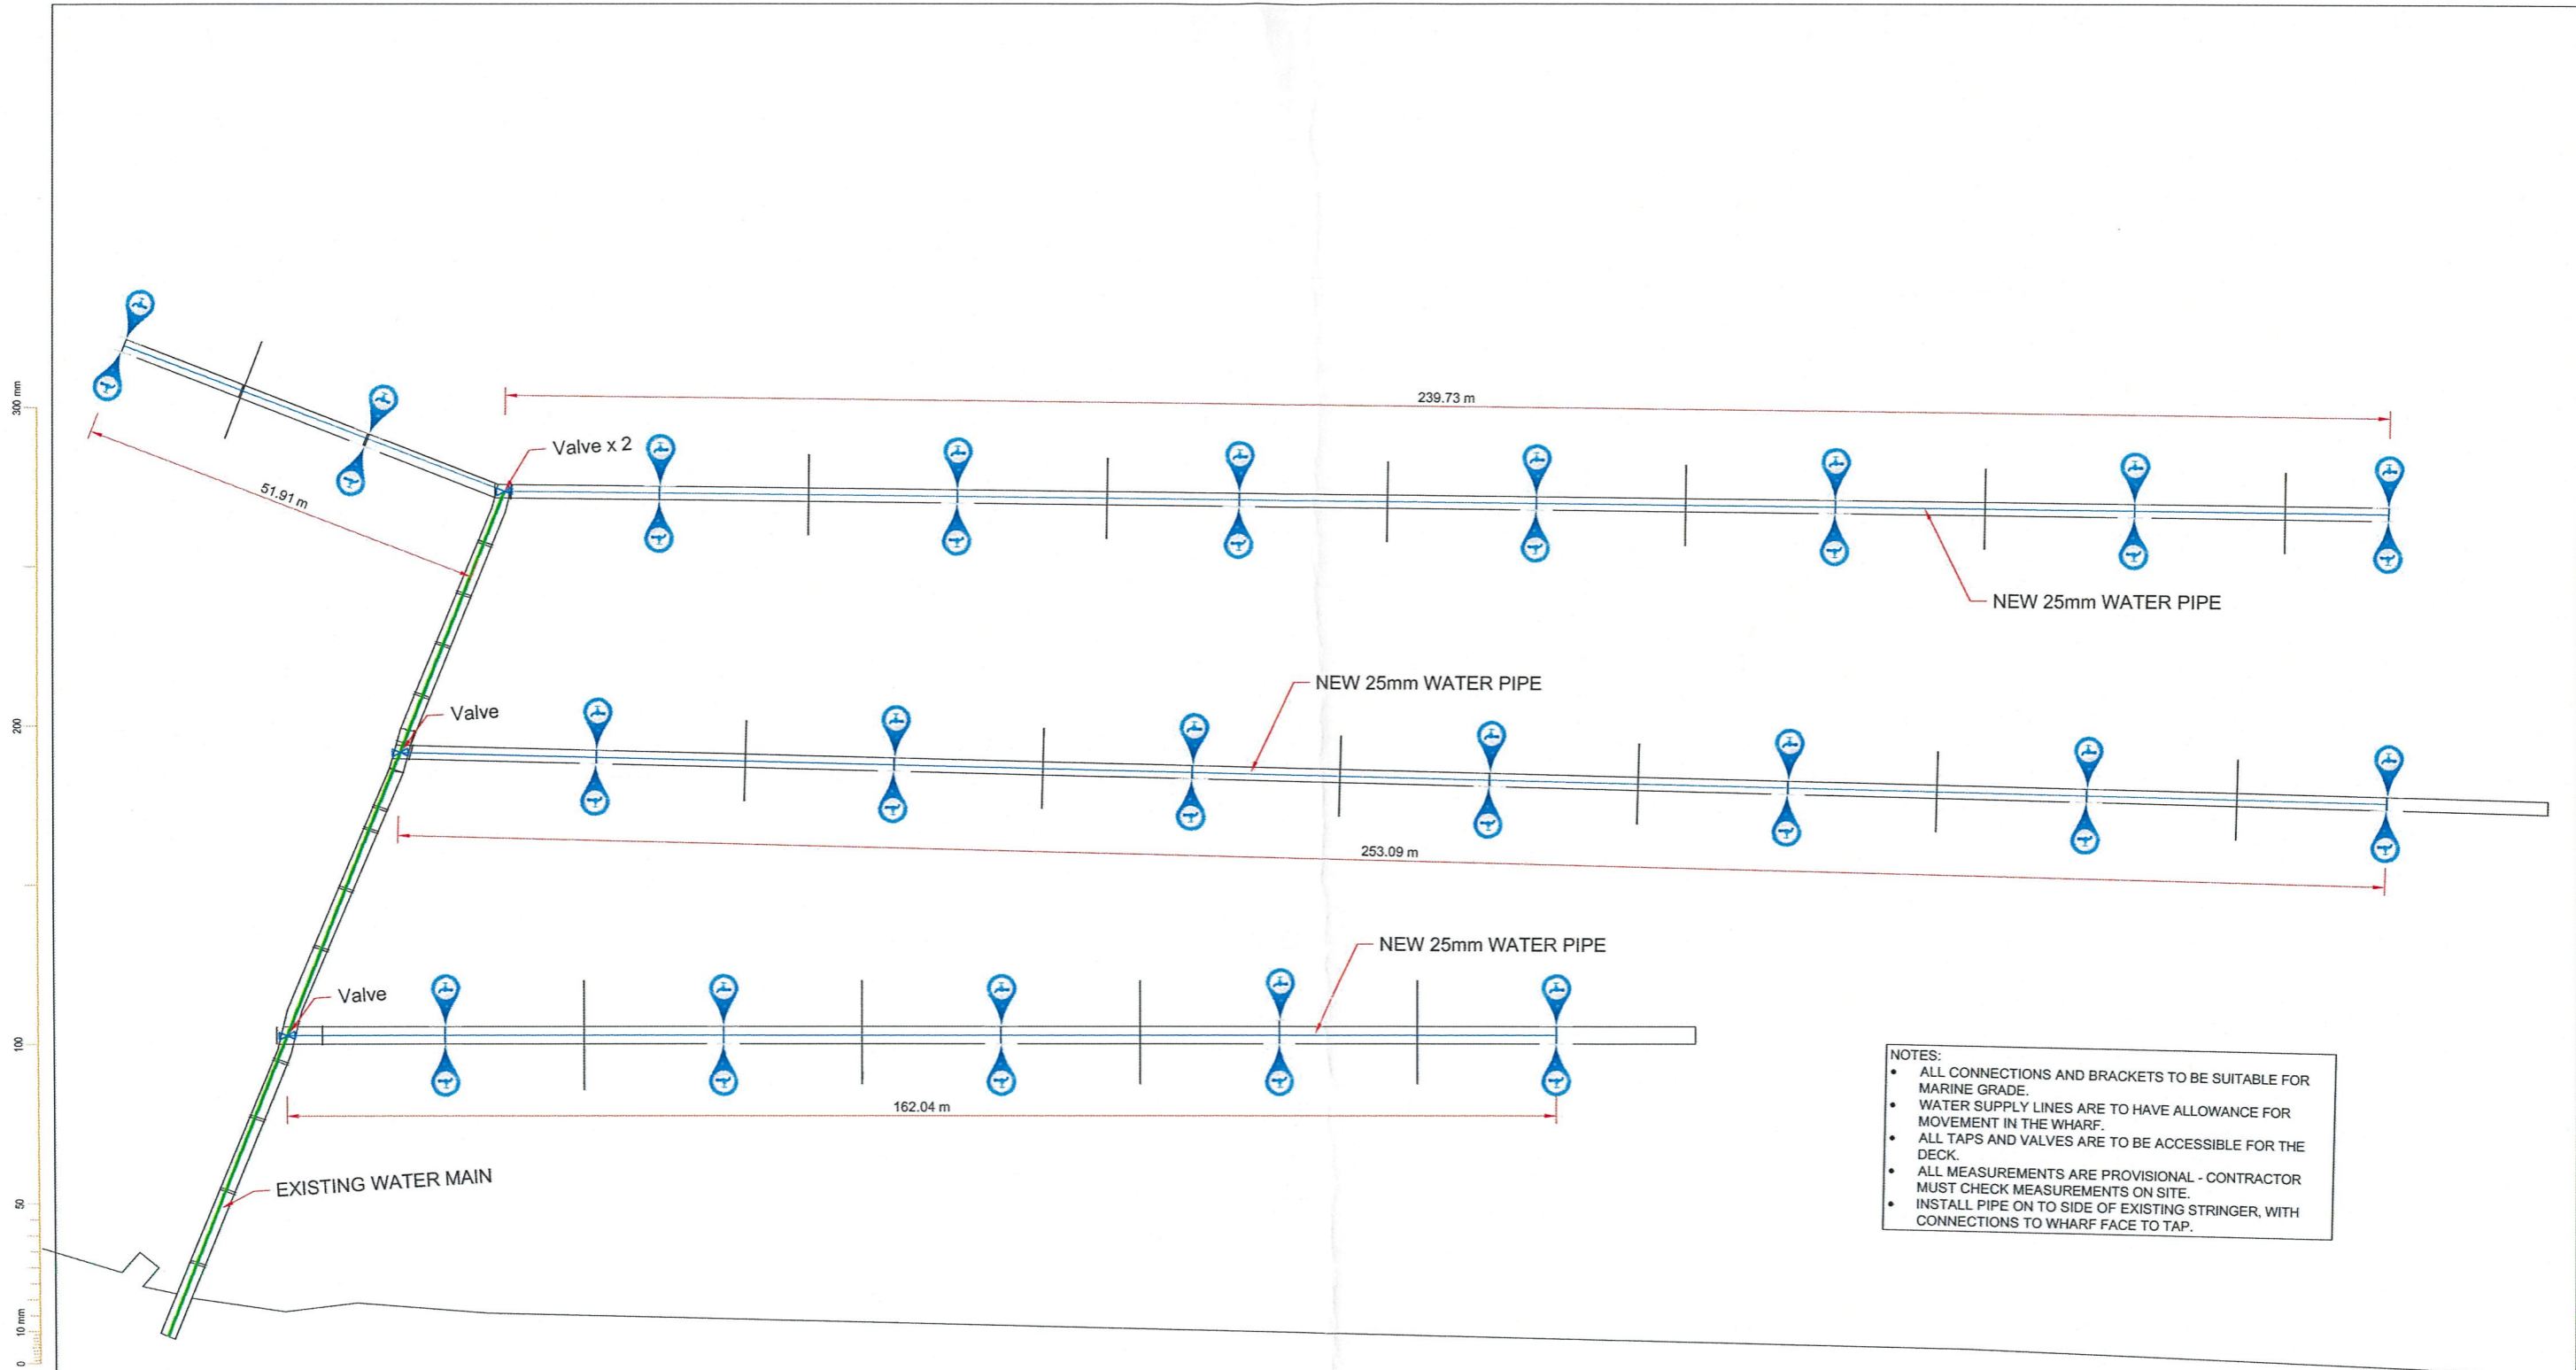 239.73 m
Valve x 2
51.91 m
NEW 25mm WATER PIPE
NEW 25mm WATER PIPE
Valve
253.09 m
NEW 25mm WATER PIPE
Valve
162.04 m
EXISTING WATER MAIN
NOTES:
• ALL CONNECTIONS AND BRACKETS TO BE SUITABLE FOR
MARINE GRADE.
• WATER SUPPLY LINES ARE TO HAVE ALLOWANCE FOR
MOVEMENT IN THE WHARF.
• ALL TAPS AND VALVES ARE TO BE ACCESSIBLE FOR THE
DECK.
• ALL MEASUREMENTS ARE PROVISIONAL - CONTRACTOR
MUST CHECK MEASUREMENTS ON SITE.
• INSTALL PIPE ON TO SIDE OF EXISTING STRINGER, WITH
CONNECTIONS TO WHARF FACE TO TAP.
300 mm
200
100
50
10 mm
0